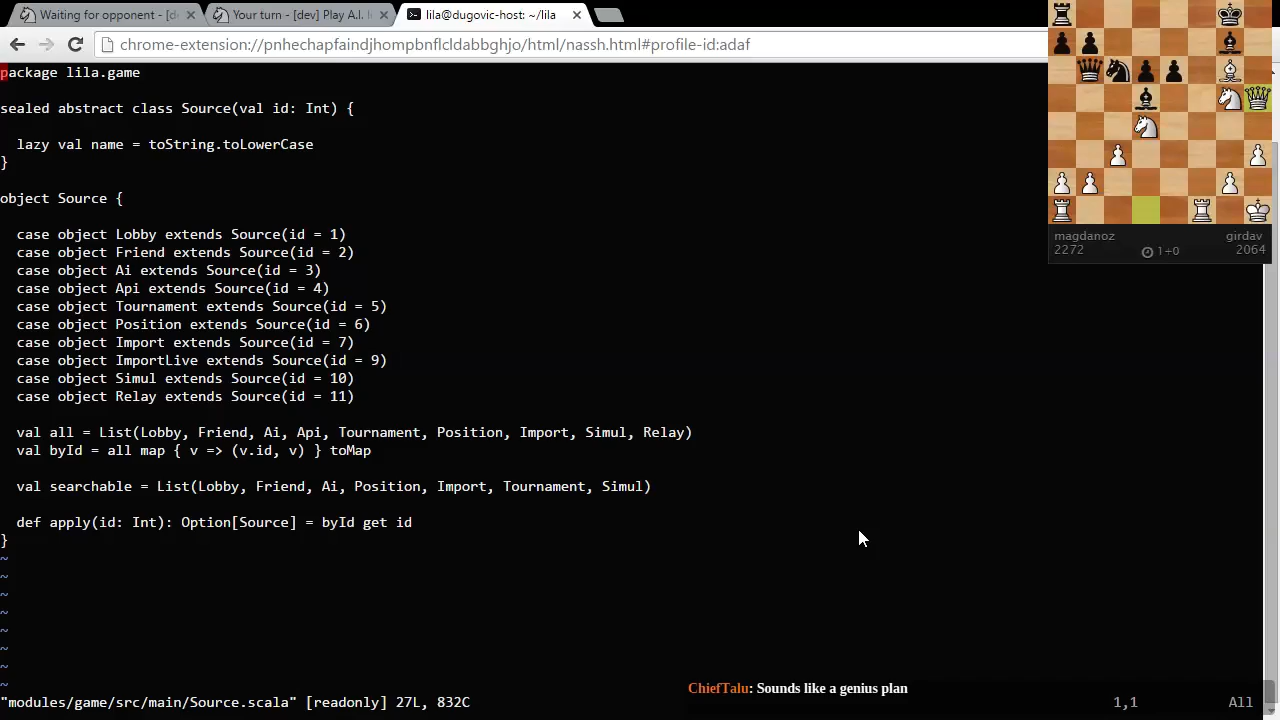 Waiting for opponent - [d
Your turn - [dev] Play A.I.
lila@dugovic-host: ~/lila
chrome-extension://pnhechapfaindjhompbnflcldabbghjo/html/nassh.html#profile-id:adaf
package lila.game
sealed abstract class Source(val id: Int) {
lazy val name = toString.toLowerCase
}
object Source {
case object Lobby extends Source(id = 1)
case object Friend extends Source(id = 2)
case object Ai extends Source(id = 3)
case object Api extends Source(id = 4)
case object Tournament extends Source(id = 5)
case object Position extends Source(id = 6)
case object Import extends Source(id = 7)
case object ImportLive extends Source(id = 9)
case object Simul extends Source(id = 10)
case object Relay extends Source(id = 11)
val all = List(Lobby, Friend, Ai, Api, Tournament, Position, Import, Simul, Relay)
val byId = all map { v => (v.id, v) } toMap
val searchable = List(Lobby, Friend, Ai, Position, Import, Tournament, Simul)
def apply(id: Int): Option[Source] = byId get id
}
~
~
~
~
~
~
~
~
"modules/game/src/main/Source.scala" [readonly] 27L, 832C 1,1 All
magdanoz girdav
2272 1+0 2064
ChiefTalu: Sounds like a genius plan